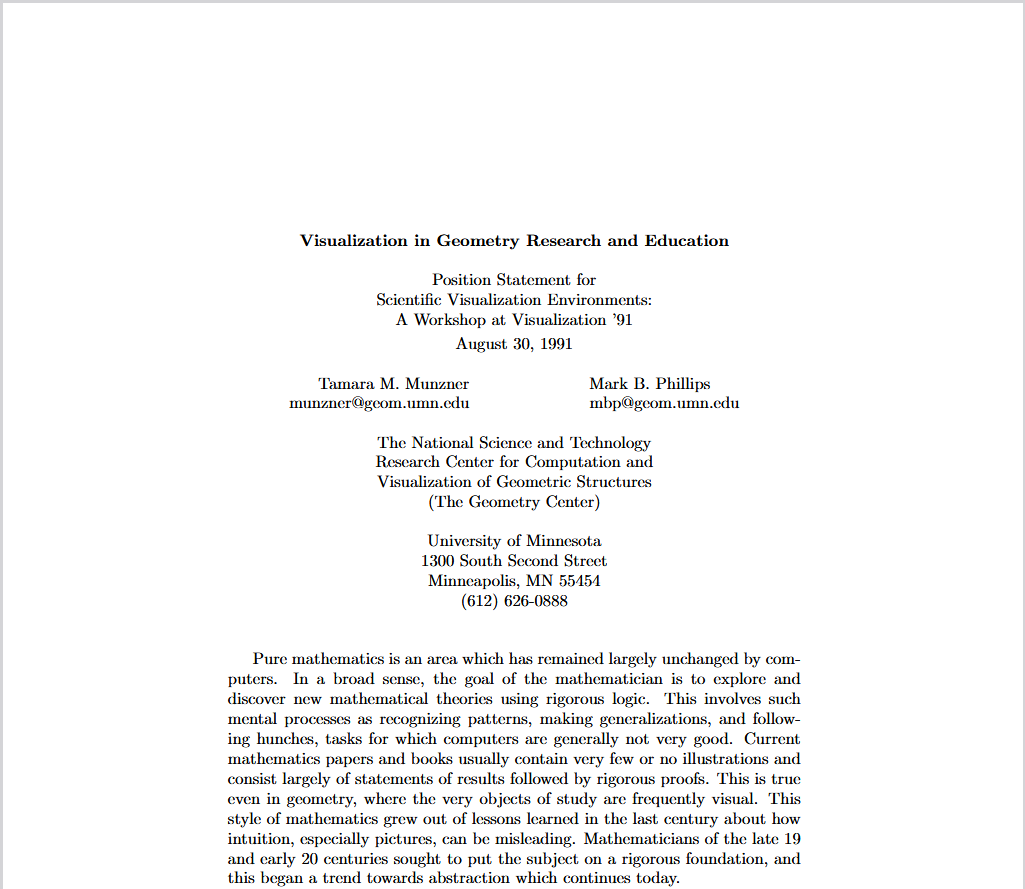 Visualization in Geometry Research and Education
Position Statement for
Scientific Visualization Environments:
A Workshop at Visualization '91
August 30, 1991
Tamara M. Munzner Mark B. Phillips
munzner@geom.umn.edu mbp@geom.umn.edu
The National Science and Technology
Research Center for Computation and
Visualization of Geometric Structures
(The Geometry Center)
University of Minnesota
1300 South Second Street
Minneapolis, MN 55454
(612) 626-0888
Pure mathematics is an area which has remained largely unchanged by com-
puters. In a broad sense, the goal of the mathematician is to explore and
discover new mathematical theories using rigorous logic. This involves such
mental processes as recognizing patterns, making generalizations, and follow-
ing hunches, tasks for which computers are generally not very good. Current
mathematics papers and books usually contain very few or no illustrations and
consist largely of statements of results followed by rigorous proofs. This is true
even in geometry, where the very objects of study are frequently visual. This
style of mathematics grew out of lessons learned in the last century about how
intuition, especially pictures, can be misleading. Mathematicians of the late 19
and early 20 centuries sought to put the subject on a rigorous foundation, and
this began a trend towards abstraction which continues today.